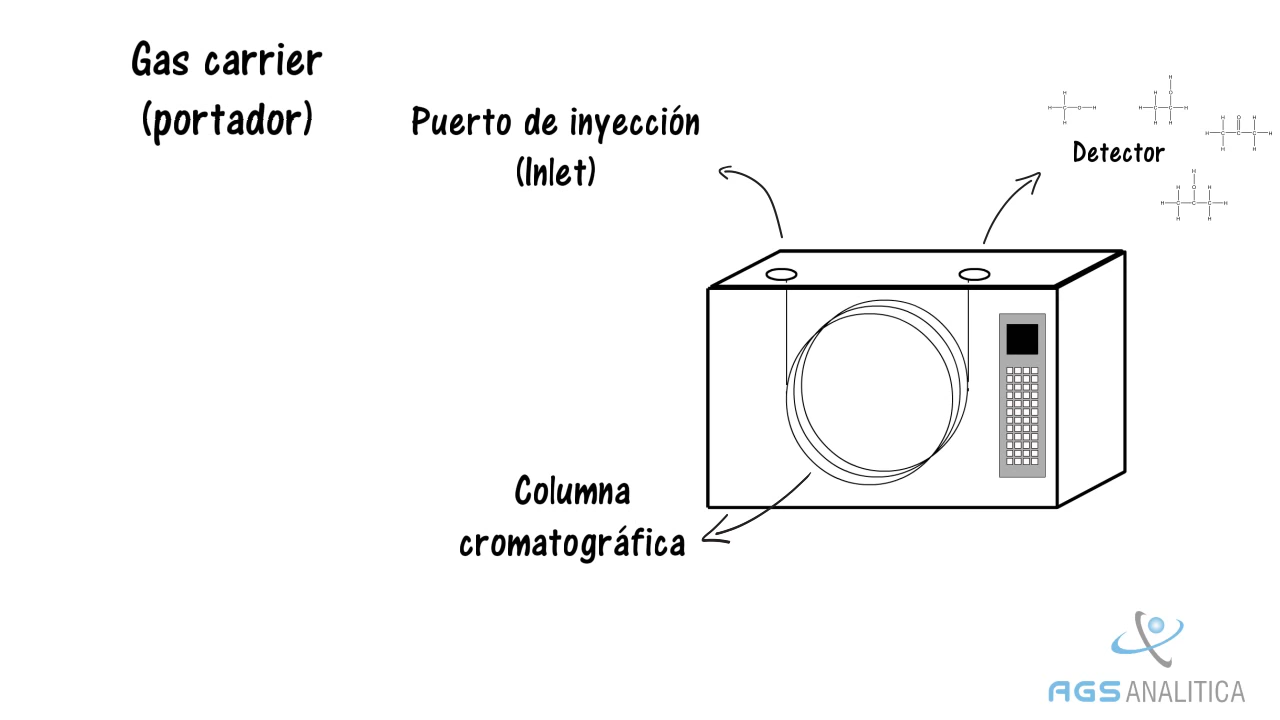 Gas carrier
(portador)
Puerto de inyección
(Inlet)
Detector
Columna
cromatográfica
AGS ANALITICA